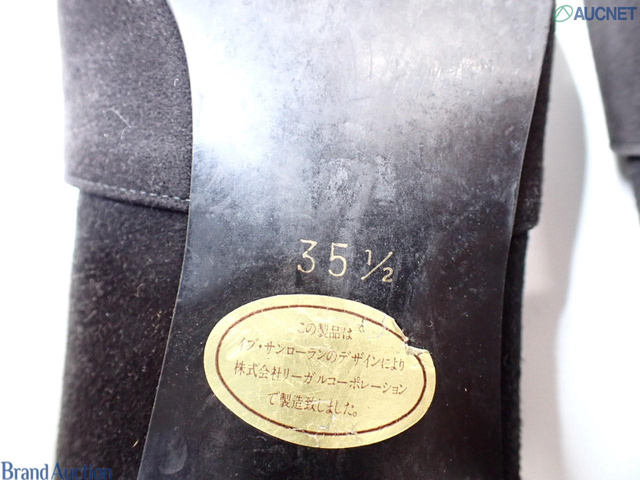 AUCNET
35 1/2
この製品は
イブ・サンローランのデザインにより
株式会社リーガルコーポレーション
で製造致しました。
Brand Auction